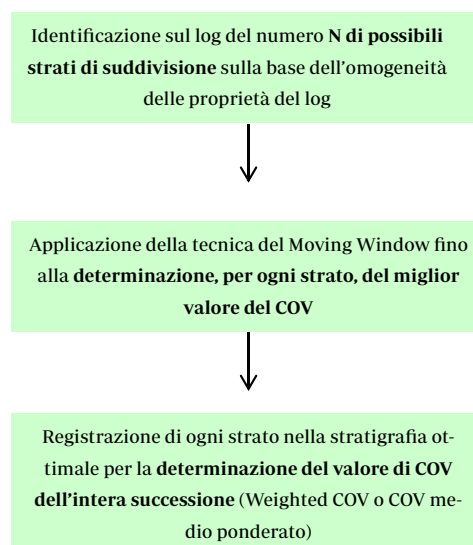 Identificazione sul log del numero N di possibili
strati di suddivisione sulla base dell'omogeneità
delle proprietà del log
Applicazione della tecnica del Moving Window fino
alla determinazione, per ogni strato, del miglior
valore del COV
Registrazione di ogni strato nella stratigrafia ot-
timale per la determinazione del valore di COV
dell'intera successione (Weighted COV o COV me-
dio ponderato)